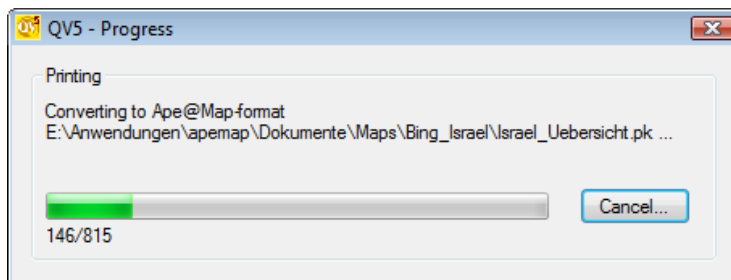 QV5 - Progress
Printing
Converting to Ape@Map-format
E:\Anwendungen\apemap\Dokumente\Maps\Bing_Israel\Israel_Uebersicht.pk ...
Cancel...
146/815